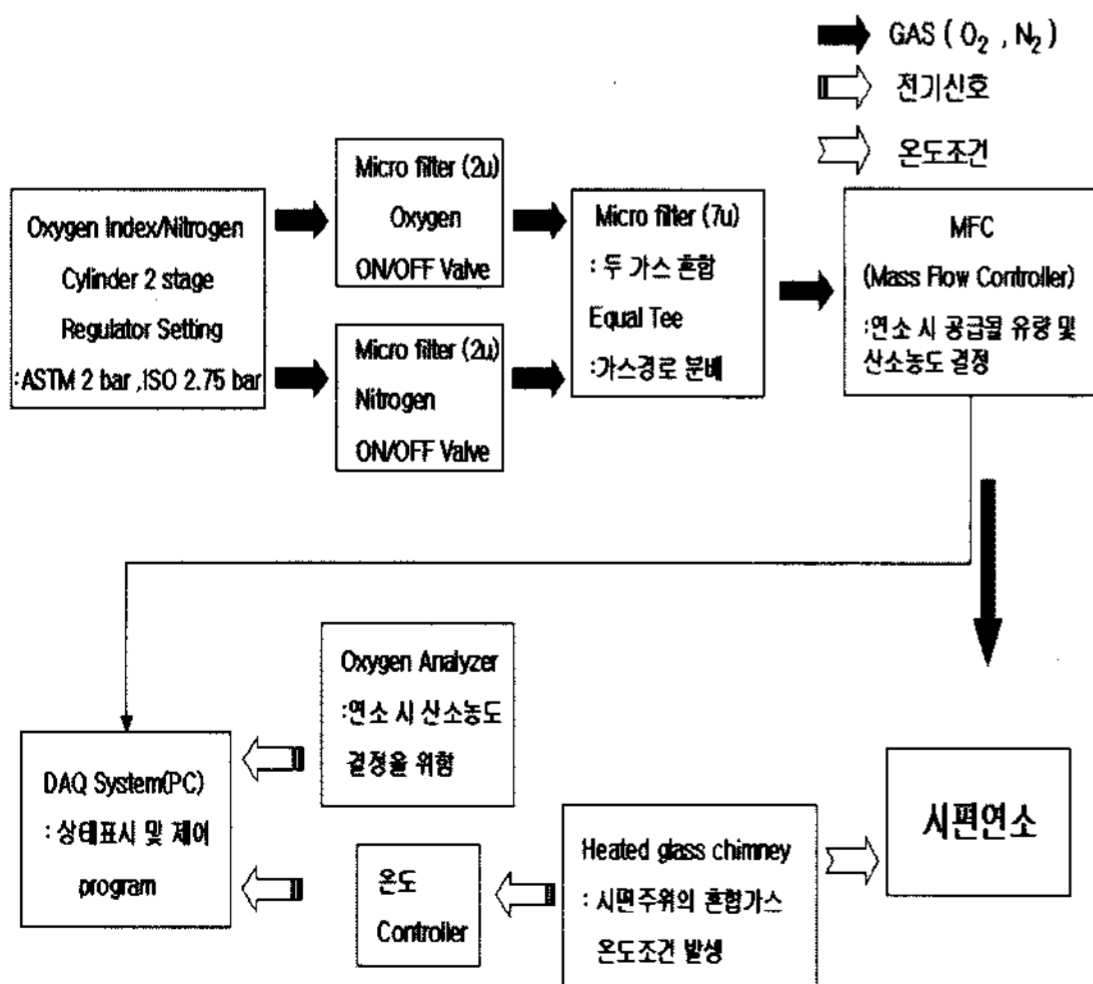 GAS ( O₂ , N₂ )
전기신호
온도조건
Oxygen Index/Nitrogen
Cylinder 2 stage
Regulator Setting
:ASTM 2 bar ,ISO 2.75 bar
Micro filter (2u)
Oxygen
ON/OFF Valve
Micro filter (2u)
Nitrogen
ON/OFF Valve
Micro filter (7u)
: 두 가스 혼합
Equal Tee
:가스경로 분배
MFC
(Mass Flow Controller)
:연소 시 공급물 유량 및
산소농도 결정
Oxygen Analyzer
:연소 시 산소농도
결정을 위함
DAQ System(PC)
: 상태표시 및 제어
program
온도
Controller
Heated glass chimney
: 시편주위의 혼합가스
온도조건 발생
시편연소